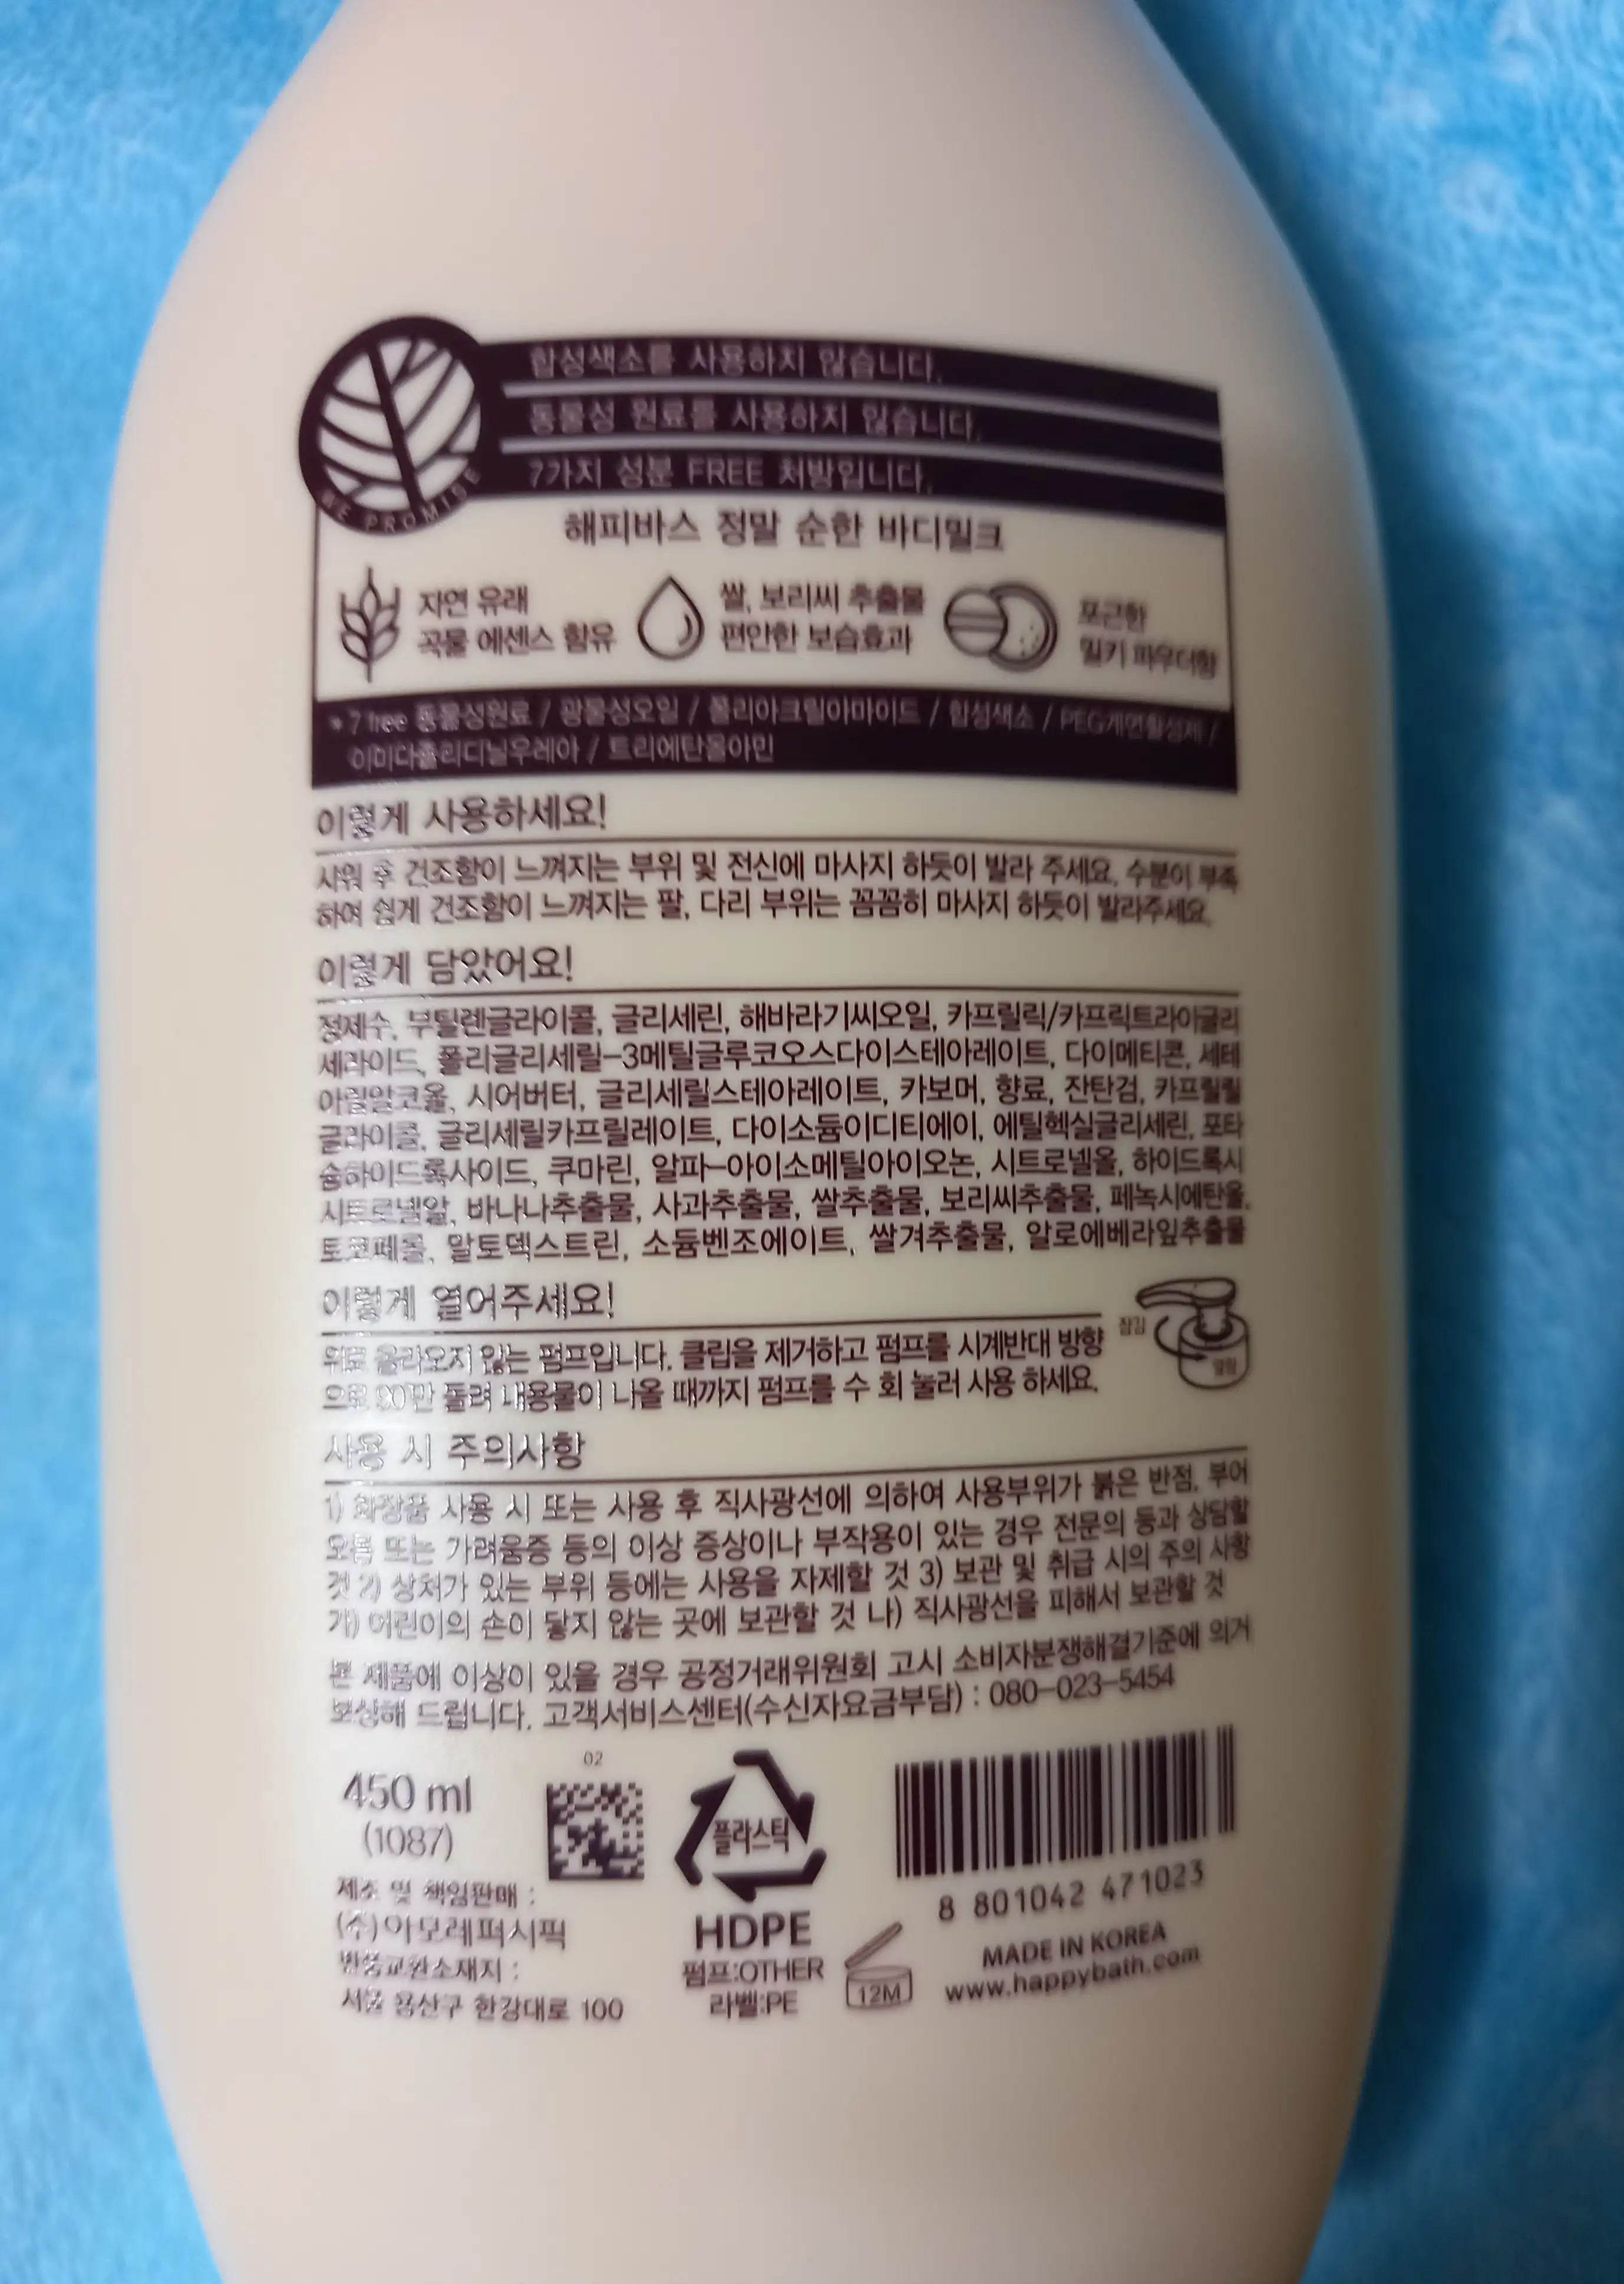 합성색소를 사용하지 않습니다.
동물성 원료를 사용하지 않습니다.
7가지 성분 FREE 처방입니다.
WE PROMISE
해피바스 정말 순한 바디밀크
자연 유래
곡물 에센스 함유
쌀, 보리씨 추출물
편안한 보습효과
포근한
밀키 파우더향
* 7 free 동물성원료 / 광물성오일 / 폴리아크릴아마이드 / 합성색소 / PEG계면활성제 /
이미다졸리디닐우레아 / 트리에탄올아민
이렇게 사용하세요!
샤워 후 건조함이 느껴지는 부위 및 전신에 마사지 하듯이 발라 주세요. 수분이 부족
하여 쉽게 건조함이 느껴지는 팔, 다리 부위는 꼼꼼히 마사지 하듯이 발라주세요.
이렇게 담았어요!
정제수, 부틸렌글라이콜, 글리세린, 해바라기씨오일, 카프릴릭/카프릭트라이글리
세라이드, 폴리글리세릴-3메틸글루코오스다이스테아레이트, 다이메티콘, 세테
아릴알코올, 시어버터, 글리세릴스테아레이트, 카보머, 향료, 잔탄검, 카프릴릴
글라이콜, 글리세릴카프릴레이트, 다이소듐이디티에이, 에틸헥실글리세린, 포타
슘하이드록사이드, 쿠마린, 알파-아이소메틸아이오논, 시트로넬올, 하이드록시
시트로넬알, 바나나추출물, 사과추출물, 쌀추출물, 보리씨추출물, 페녹시에탄올,
토코페롤, 말토덱스트린, 소듐벤조에이트, 쌀겨추출물, 알로에베라잎추출물
이렇게 열어주세요!
위로 올라오지 않는 펌프입니다. 클립을 제거하고 펌프를 시계반대 방향
으로 90만 돌려 내용물이 나올 때까지 펌프를 수 회 눌러 사용 하세요.
잠김
열림
사용 시 주의사항
1) 화장품 사용 시 또는 사용 후 직사광선에 의하여 사용부위가 붉은 반점, 부어
오름 또는 가려움증 등의 이상 증상이나 부작용이 있는 경우 전문의 등과 상담할
것 2) 상처가 있는 부위 등에는 사용을 자제할 것 3) 보관 및 취급 시의 주의 사항
가) 어린이의 손이 닿지 않는 곳에 보관할 것 나) 직사광선을 피해서 보관할 것
본 제품에 이상이 있을 경우 공정거래위원회 고시 소비자분쟁해결기준에 의거
보상해 드립니다. 고객서비스센터(수신자요금부담) : 080-023-5454
450 ml
(1087)
제조 및 책임판매 :
(주)아모레퍼시픽
반품교환소재지 :
서울 용산구 한강대로 100
02
플라스틱
HDPE
펌프:OTHER
라벨:PE
12M
8 801042 471023
MADE IN KOREA
www.happybath.com